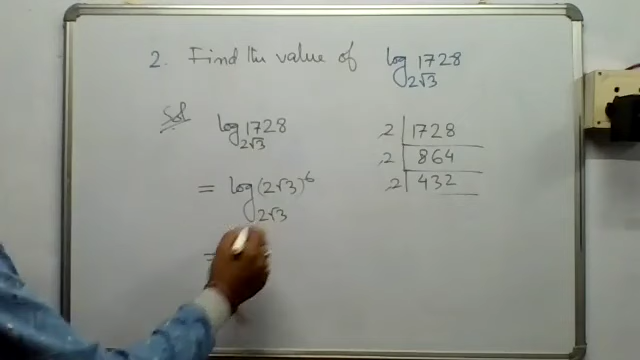 2. Find the value of log 2√3 1728
Sol
log 2√3 1728
= log 2√3 (2√3)^6
=
2 | 1728
2 | 864
2 | 432